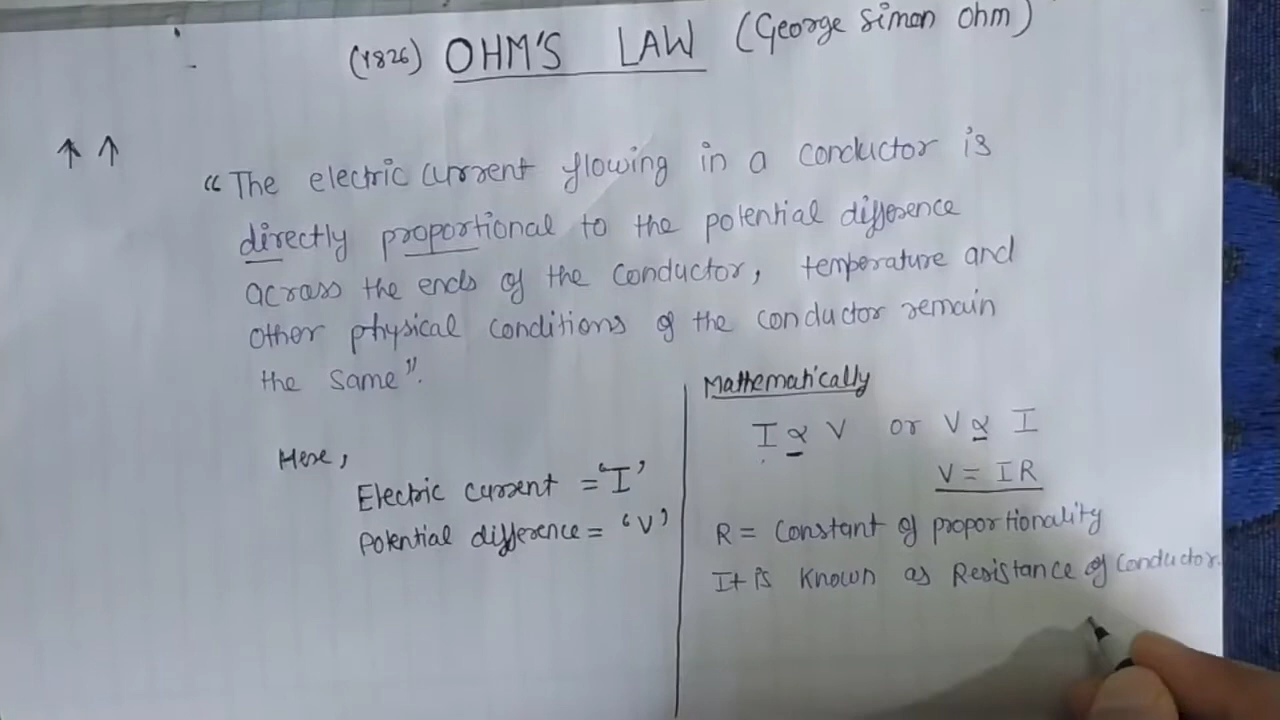 (1826) OHM'S LAW (George Simon Ohm)
↑ ↑
“The electric current flowing in a conductor is
directly proportional to the potential difference
across the ends of the conductor, temperature and
other physical conditions of the conductor remain
the same”.
Here,
Electric current = ‘I’
Potential difference = ‘V’
Mathematically
I ∝ V or V ∝ I
V = IR
R = Constant of proportionality
It is known as Resistance of conductor.